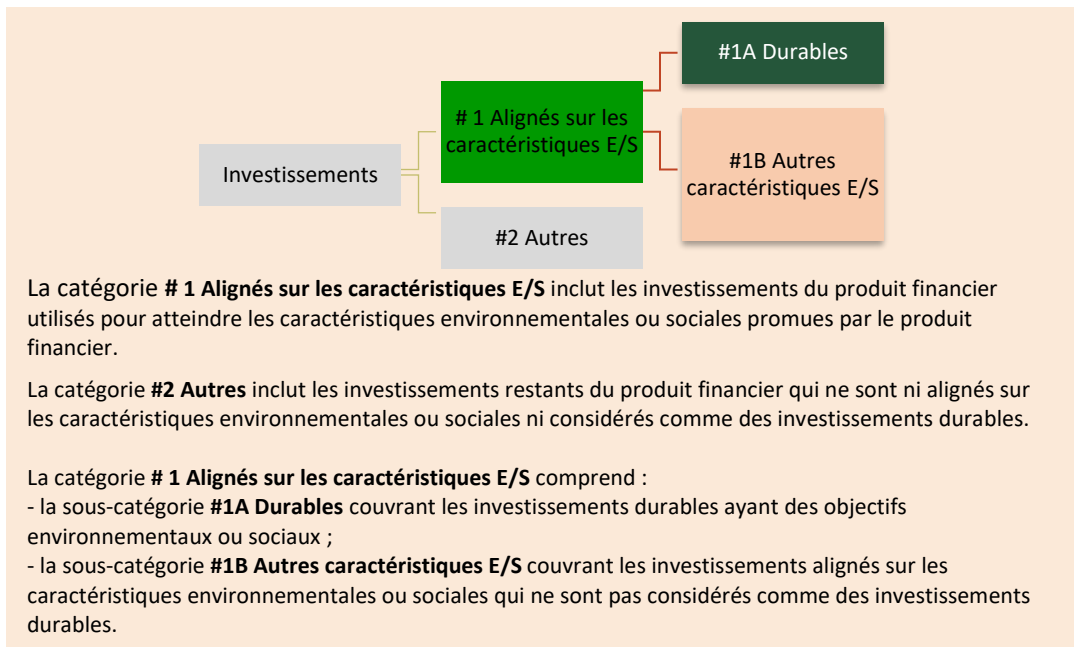 #1A Durables
# 1 Alignés sur les
caractéristiques E/S
#1B Autres
caractéristiques E/S
Investissements
#2 Autres
La catégorie # 1 Alignés sur les caractéristiques E/S inclut les investissements du produit financier
utilisés pour atteindre les caractéristiques environnementales ou sociales promues par le produit
financier.
La catégorie #2 Autres inclut les investissements restants du produit financier qui ne sont ni alignés sur
les caractéristiques environnementales ou sociales ni considérés comme des investissements durables.
La catégorie # 1 Alignés sur les caractéristiques E/S comprend :
- la sous-catégorie #1A Durables couvrant les investissements durables ayant des objectifs
environnementaux ou sociaux ;
- la sous-catégorie #1B Autres caractéristiques E/S couvrant les investissements alignés sur les
caractéristiques environnementales ou sociales qui ne sont pas considérés comme des investissements
durables.